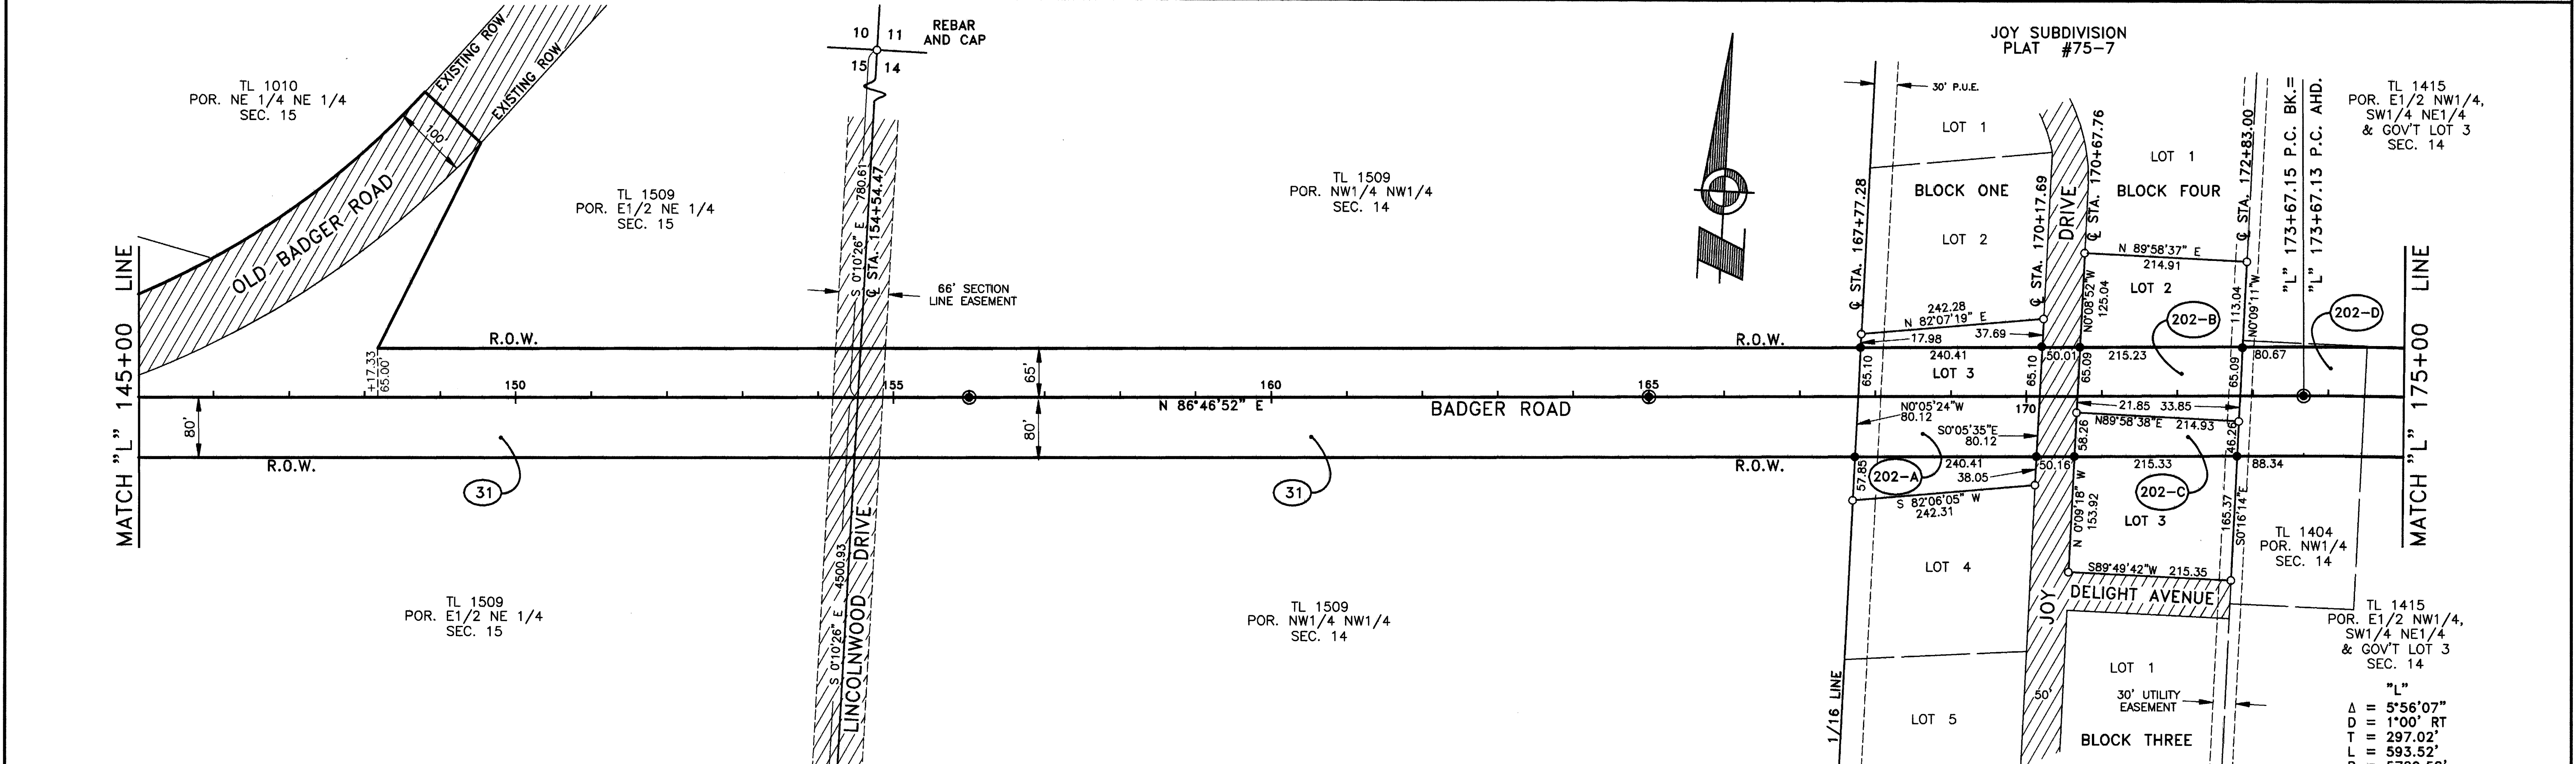 REBAR
AND CAP
10 11
15 14
JOY SUBDIVISION
PLAT #75-7
EXISTING ROW
EXISTING ROW
100
OLD BADGER ROAD
TL 1010
POR. NE 1/4 NE 1/4
SEC. 15
TL 1509
POR. E1/2 NE 1/4
SEC. 15
S 0°10'26" E 780.61
℄ STA. 154+54.47
66' SECTION
LINE EASEMENT
TL 1509
POR. NW1/4 NW1/4
SEC. 14
30' P.U.E.
LOT 1
BLOCK ONE
LOT 2
℄ STA. 167+77.28
℄ STA. 170+17.69
DRIVE
℄ STA. 170+67.76
LOT 1
BLOCK FOUR
℄ STA. 172+83.00
"L" 173+67.15 P.C. BK.=
"L" 173+67.13 P.C. AHD.
TL 1415
POR. E1/2 NW1/4,
SW1/4 NE1/4
& GOV'T LOT 3
SEC. 14
N 89°58'37" E
214.91
LOT 2
N0°08'52"W
125.04
113.04
N0°09'11"W
202-B
202-D
242.28
N 82°07'19" E
17.98
37.69
MATCH "L" 145+00 LINE
R.O.W.
R.O.W.
+17.33
65.00'
65'
65.10
240.41
LOT 3
65.10
50.01
65.09
215.23
65.09
80.67
150
155
160
165
170
80'
80'
N 86°46'52" E
BADGER ROAD
N0°05'24"W
80.12
S0°05'35"E
80.12
21.85 33.85
N89°58'38"E 214.93
58.26
46.26
MATCH "L" 175+00 LINE
R.O.W.
R.O.W.
31
31
57.85
202-A
240.41
38.05
50.16
215.33
88.34
S 82°06'05" W
242.31
202-C
LOT 3
N 0°09'18" W
153.92
165.37
S0°16'14"E
TL 1404
POR. NW1/4
SEC. 14
S 0°10'26" E 4500.93
LINCOLNWOOD DRIVE
TL 1509
POR. E1/2 NE 1/4
SEC. 15
TL 1509
POR. NW1/4 NW1/4
SEC. 14
LOT 4
JOY
S89°49'42"W 215.35
DELIGHT AVENUE
TL 1415
POR. E1/2 NW1/4,
SW1/4 NE1/4
& GOV'T LOT 3
SEC. 14
1/16 LINE
LOT 5
50'
LOT 1
30' UTILITY
EASEMENT
BLOCK THREE
"L"
Δ = 5°56'07"
D = 1°00' RT
T = 297.02'
L = 593.52'